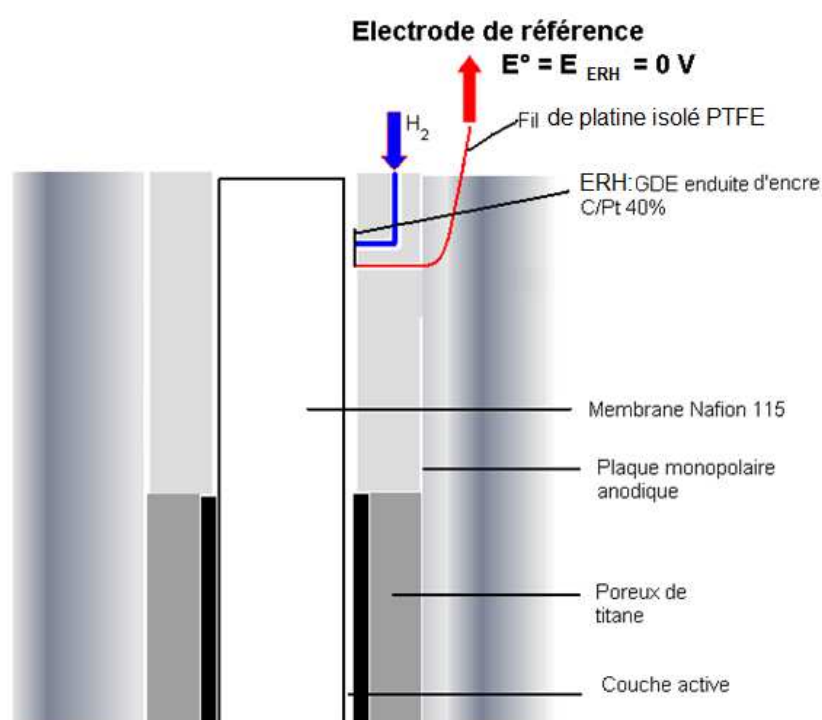 Electrode de référence
E° = E ERH = 0 V
H2
Fil de platine isolé PTFE
ERH: GDE enduite d'encre
C/Pt 40%
Membrane Nafion 115
Plaque monopolaire
anodique
Poreux de
titane
Couche active